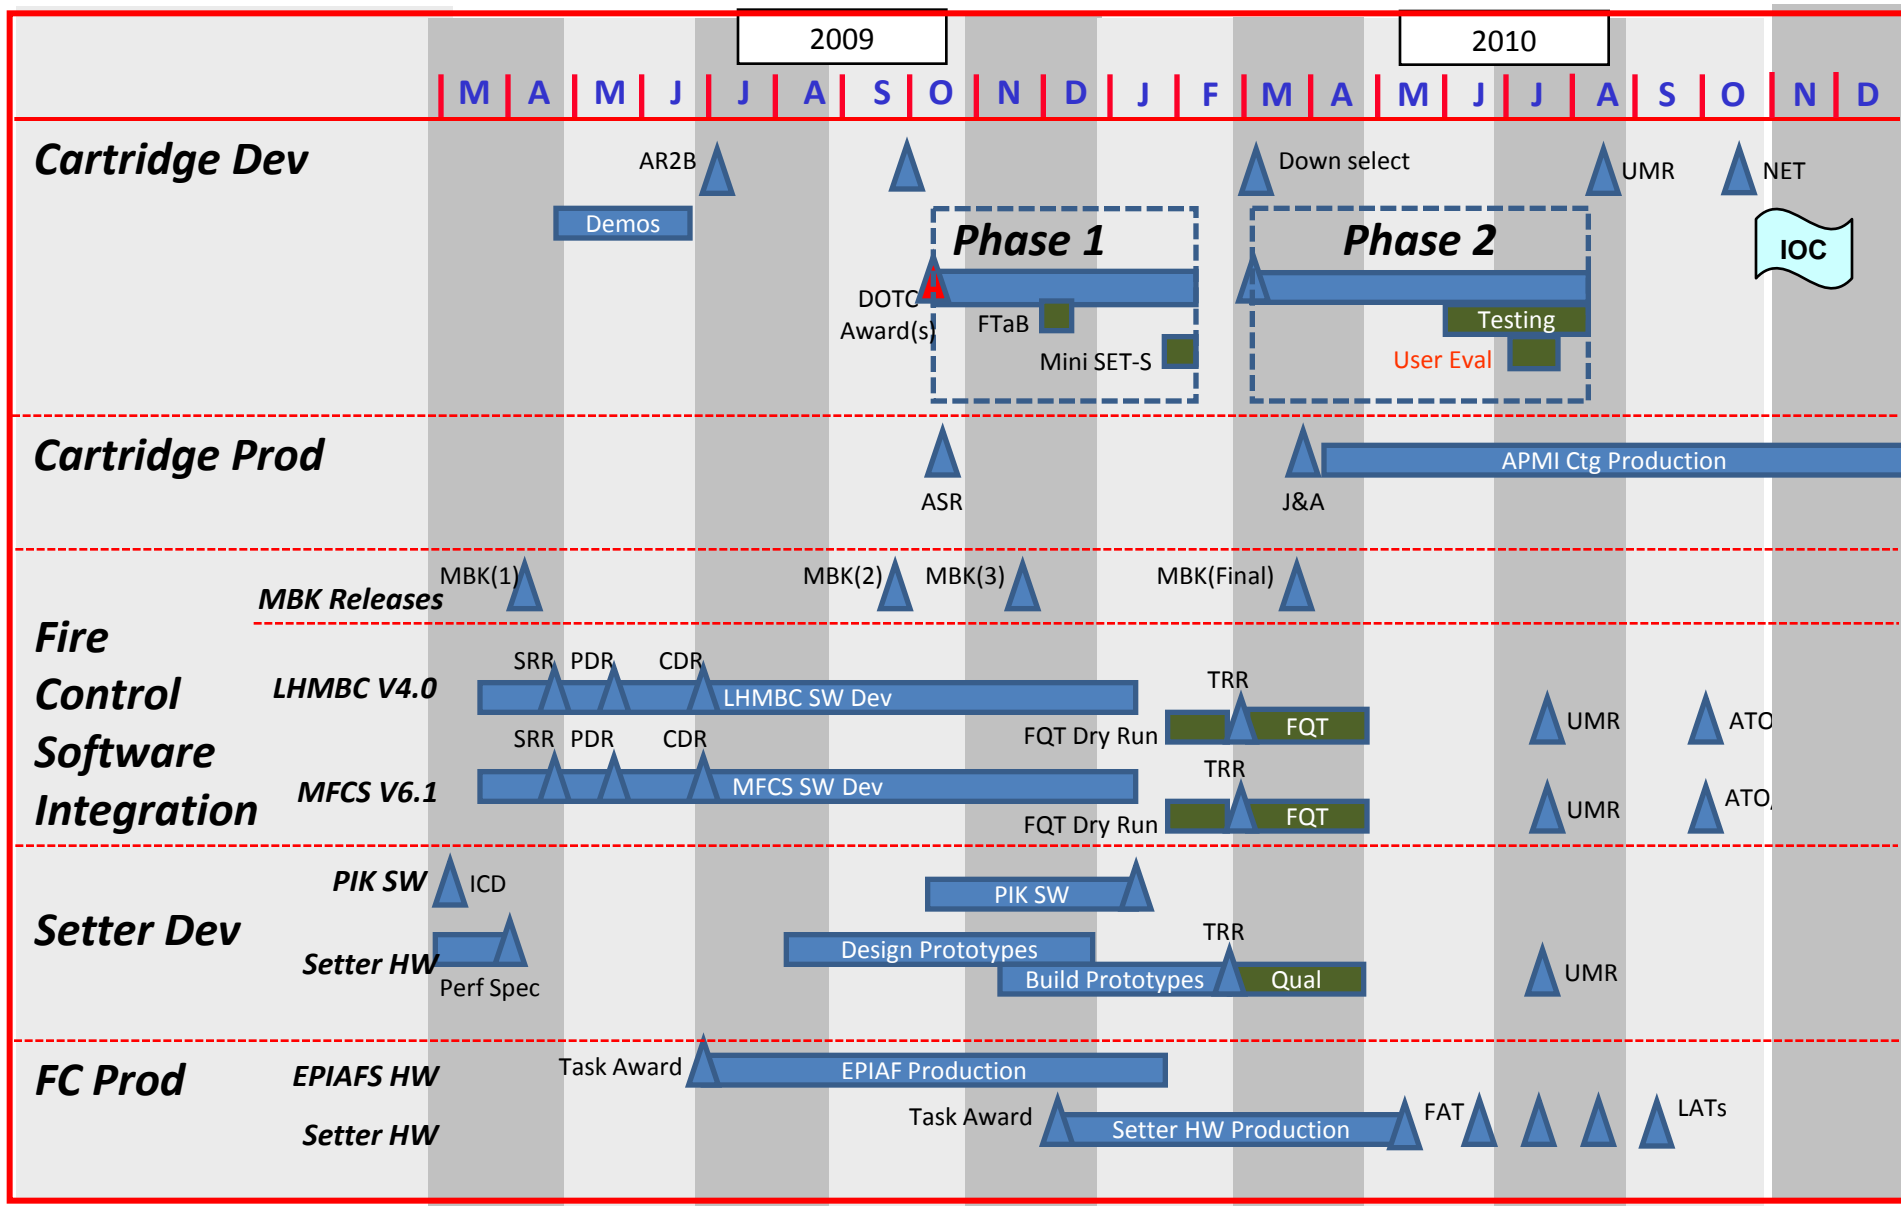 2009
2010
M A M J J A S O N D J F M A M J J A S O N D
Cartridge Dev
AR2B
Down select
UMR
NET
Demos
Phase 1
Phase 2
IOC
DOTC
Award(s)
FTaB
Testing
Mini SET-S
User Eval
Cartridge Prod
APMI Ctg Production
ASR
J&A
MBK(1)
MBK(2)
MBK(3)
MBK(Final)
MBK Releases
Fire
Control
Software
Integration
SRR PDR CDR
LHMBC V4.0
LHMBC SW Dev
TRR
FQT Dry Run
FQT
UMR
ATO
SRR PDR CDR
MFCS V6.1
MFCS SW Dev
TRR
FQT Dry Run
FQT
UMR
ATO
Setter Dev
PIK SW
ICD
PIK SW
Setter HW
Perf Spec
Design Prototypes
TRR
Build Prototypes
Qual
UMR
FC Prod
EPIAFS HW
Task Award
EPIAF Production
Setter HW
Task Award
Setter HW Production
FAT
LATs